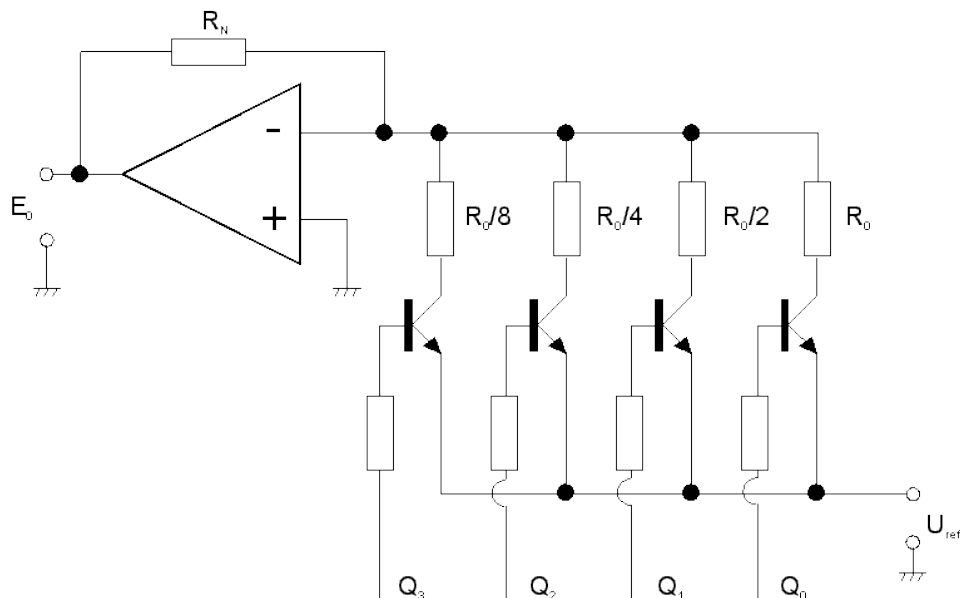 R_N
-
+
E_0
R_0/8
R_0/4
R_0/2
R_0
U_ref
Q_3
Q_2
Q_1
Q_0